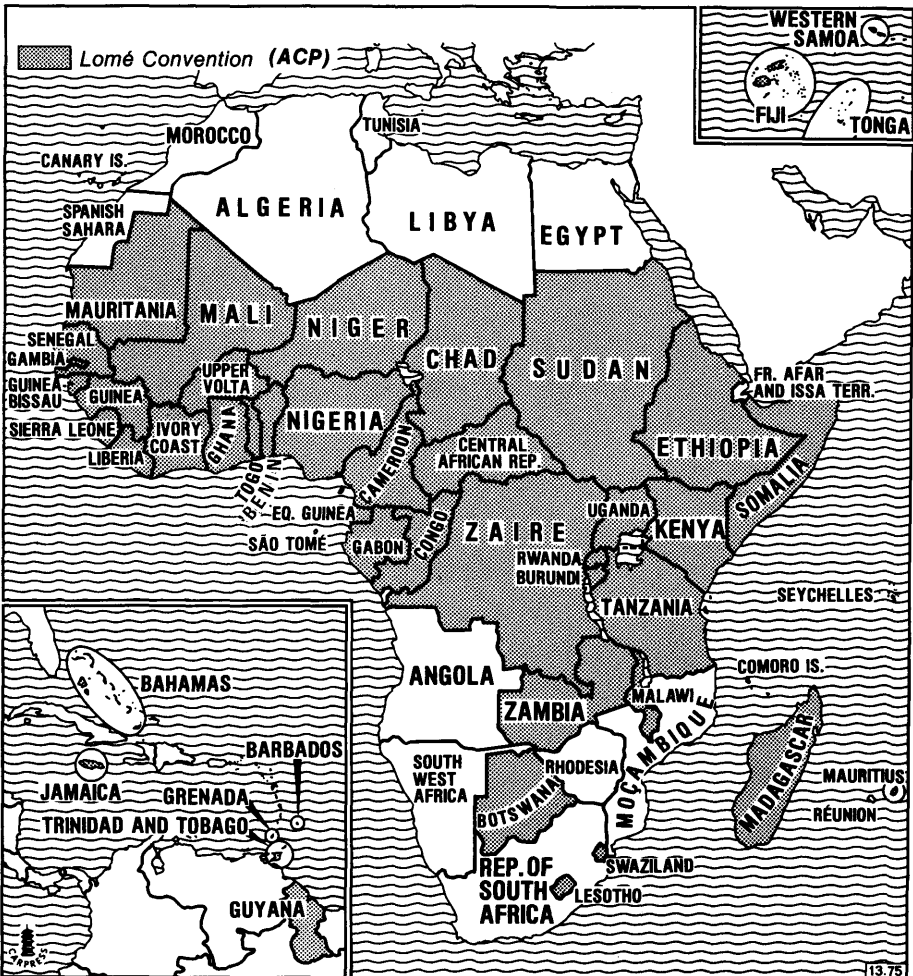 Lomé Convention (ACP)
WESTERN
SAMOA
FIJI
TONGA
MOROCCO
TUNISIA
CANARY IS.
ALGERIA
LIBYA
EGYPT
SPANISH
SAHARA
MAURITANIA
MALI
NIGER
CHAD
SUDAN
SENEGAL
GAMBIA
GUINEA-
BISSAU
GUINEA
UPPER
VOLTA
NIGERIA
FR. AFAR
AND ISSA TERR.
SIERRA LEONE
IVORY
COAST
GHANA
LIBERIA
TOGO
BENIN
CAMEROON
CENTRAL
AFRICAN REP.
ETHIOPIA
SOMALIA
EQ. GUINEA
SÃO TOMÉ
GABON
CONGO
ZAIRE
UGANDA
KENYA
RWANDA
BURUNDI
TANZANIA
SEYCHELLES
COMORO IS.
ANGOLA
ZAMBIA
MALAWI
MOÇAMBIQUE
MADAGASCAR
MAURITIUS
RÉUNION
SOUTH
WEST
AFRICA
BOTSWANA
RHODESIA
SWAZILAND
REP. OF
SOUTH
AFRICA
LESOTHO
BAHAMAS
BARBADOS
JAMAICA
GRENADA
TRINIDAD AND TOBAGO
GUYANA
CARPRESS
13.75